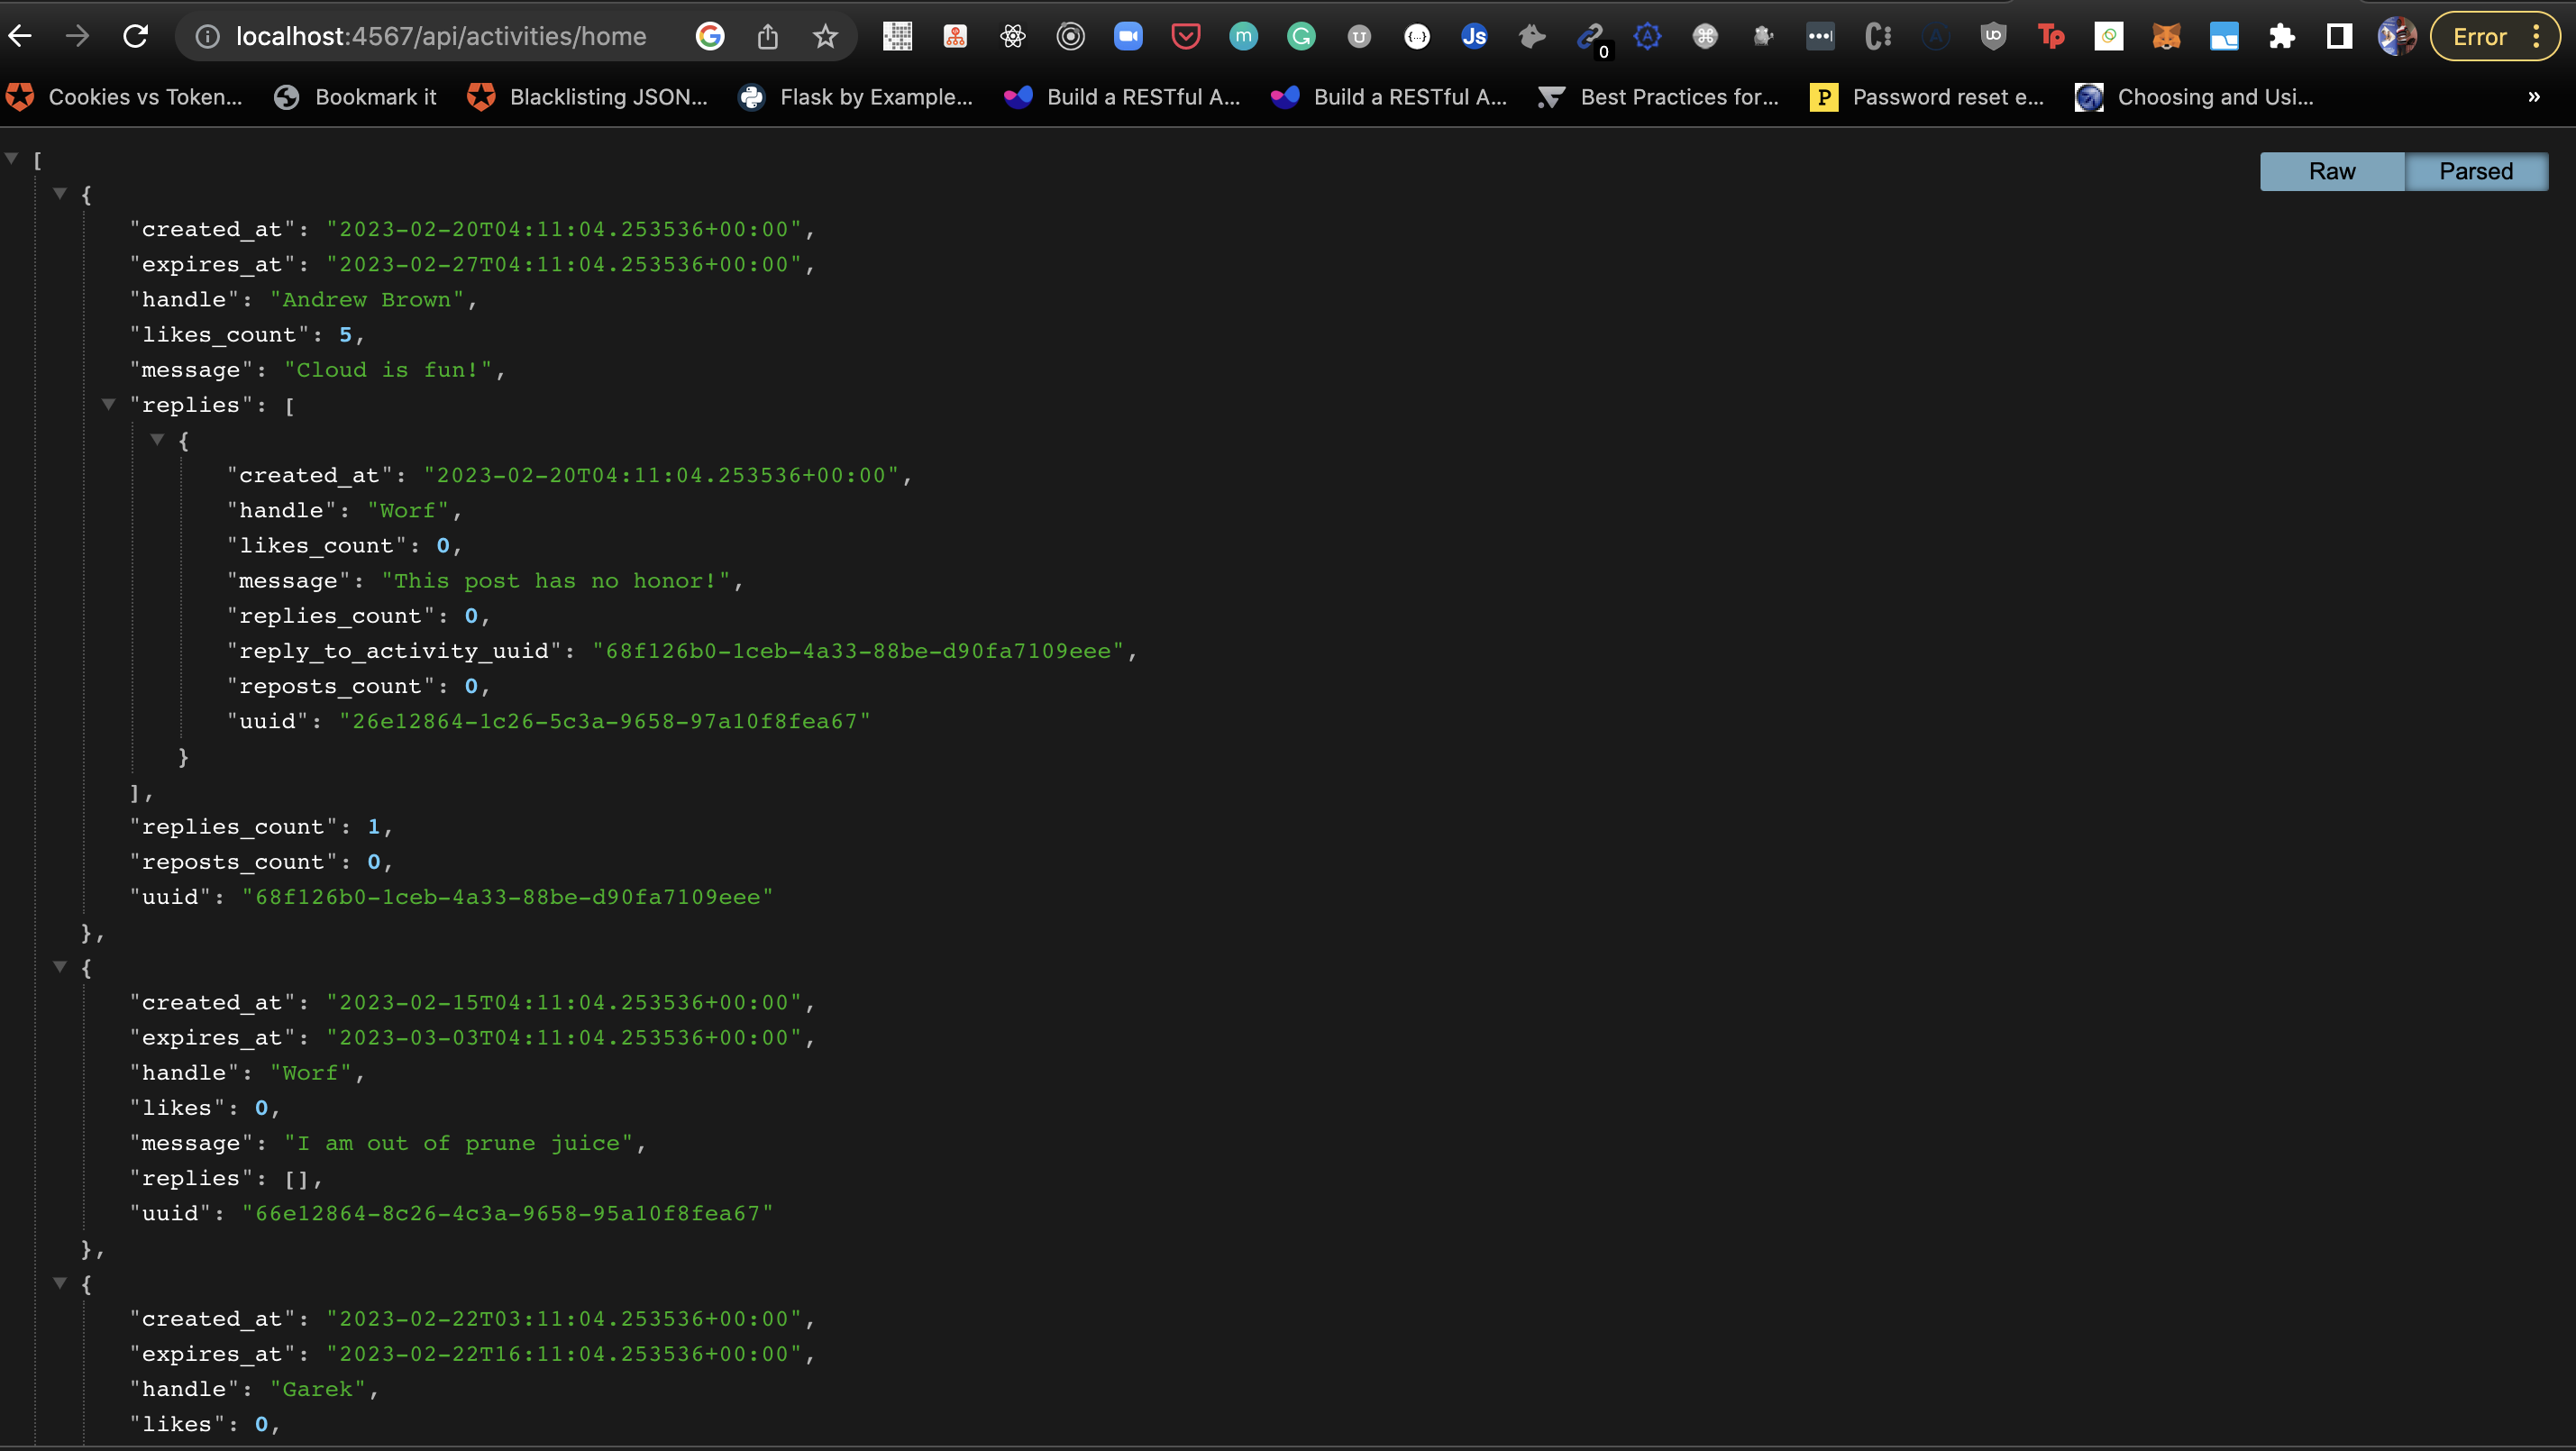 localhost:4567/api/activities/home
0
Error
Cookies vs Token... Bookmark it Blacklisting JSON... Flask by Example... Build a RESTful A... Build a RESTful A... Best Practices for... Password reset e... Choosing and Usi... »
Raw Parsed
[
{
"created_at": "2023-02-20T04:11:04.253536+00:00",
"expires_at": "2023-02-27T04:11:04.253536+00:00",
"handle": "Andrew Brown",
"likes_count": 5,
"message": "Cloud is fun!",
"replies": [
{
"created_at": "2023-02-20T04:11:04.253536+00:00",
"handle": "Worf",
"likes_count": 0,
"message": "This post has no honor!",
"replies_count": 0,
"reply_to_activity_uuid": "68f126b0-1ceb-4a33-88be-d90fa7109eee",
"reposts_count": 0,
"uuid": "26e12864-1c26-5c3a-9658-97a10f8fea67"
}
],
"replies_count": 1,
"reposts_count": 0,
"uuid": "68f126b0-1ceb-4a33-88be-d90fa7109eee"
},
{
"created_at": "2023-02-15T04:11:04.253536+00:00",
"expires_at": "2023-03-03T04:11:04.253536+00:00",
"handle": "Worf",
"likes": 0,
"message": "I am out of prune juice",
"replies": [],
"uuid": "66e12864-8c26-4c3a-9658-95a10f8fea67"
},
{
"created_at": "2023-02-22T03:11:04.253536+00:00",
"expires_at": "2023-02-22T16:11:04.253536+00:00",
"handle": "Garek",
"likes": 0,